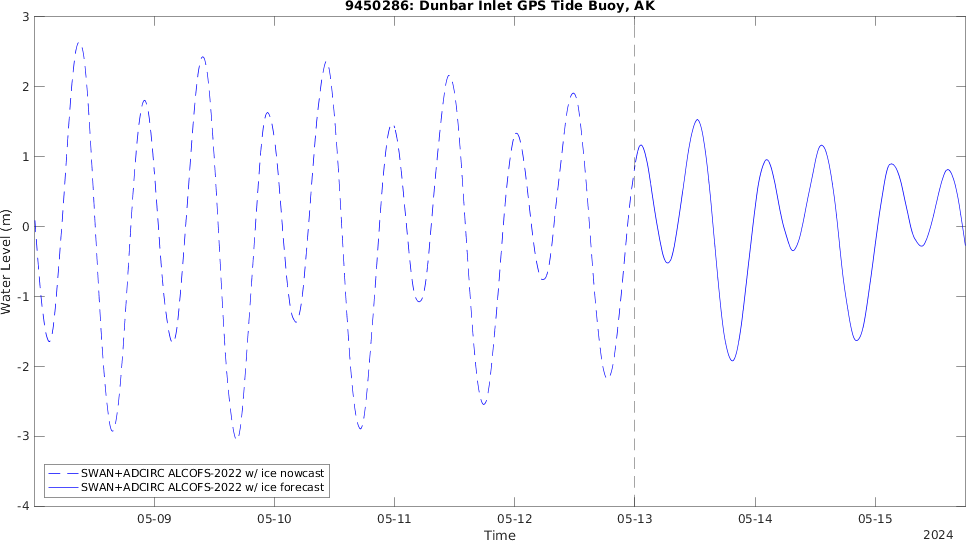 9450286: Dunbar Inlet GPS Tide Buoy, AK
3
2
1
0
-1
-2
-3
-4
Water Level (m)
SWAN+ADCIRC ALCOFS-2022 w/ ice nowcast
SWAN+ADCIRC ALCOFS-2022 w/ ice forecast
05-09 05-10 05-11 05-12 05-13 05-14 05-15
Time
2024